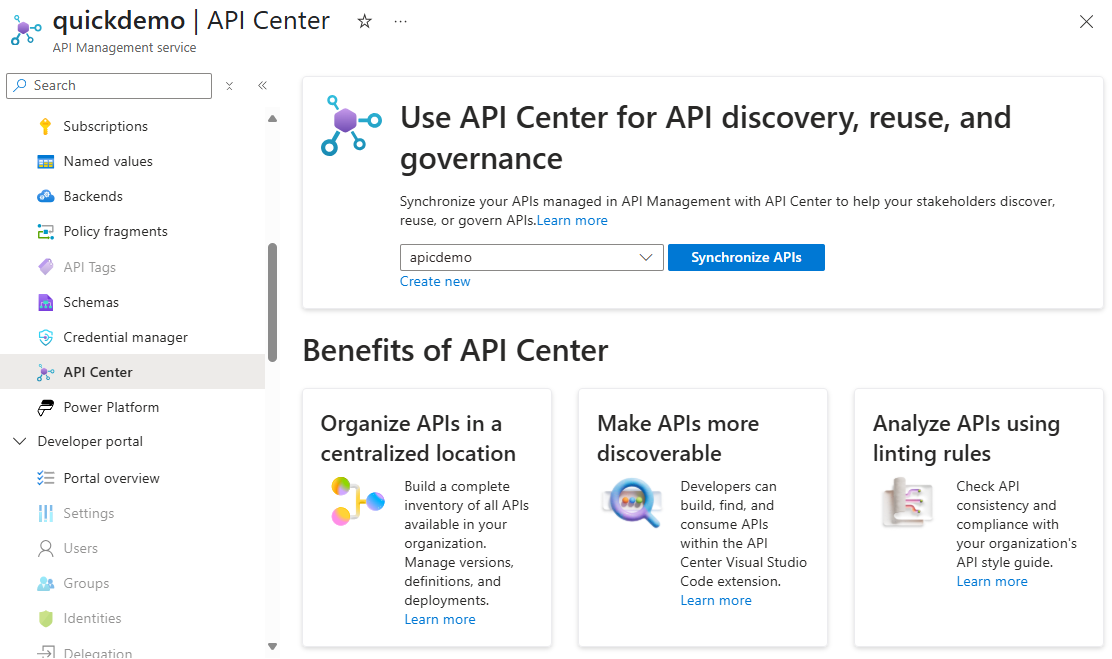 quickdemo | API Center
API Management service
Search
Subscriptions
Named values
Backends
Policy fragments
API Tags
Schemas
Credential manager
API Center
Power Platform
Developer portal
Portal overview
Settings
Users
Groups
Identities
Delegation
Use API Center for API discovery, reuse, and
governance
Synchronize your APIs managed in API Management with API Center to help your stakeholders discover,
reuse, or govern APIs.Learn more
apicdemo
Synchronize APIs
Create new
Benefits of API Center
Organize APIs in a
centralized location
Build a complete
inventory of all APIs
available in your
organization.
Manage versions,
definitions, and
deployments.
Learn more
Make APIs more
discoverable
Developers can
build, find, and
consume APIs
within the API
Center Visual Studio
Code extension.
Learn more
Analyze APIs using
linting rules
Check API
consistency and
compliance with
your organization's
API style guide.
Learn more